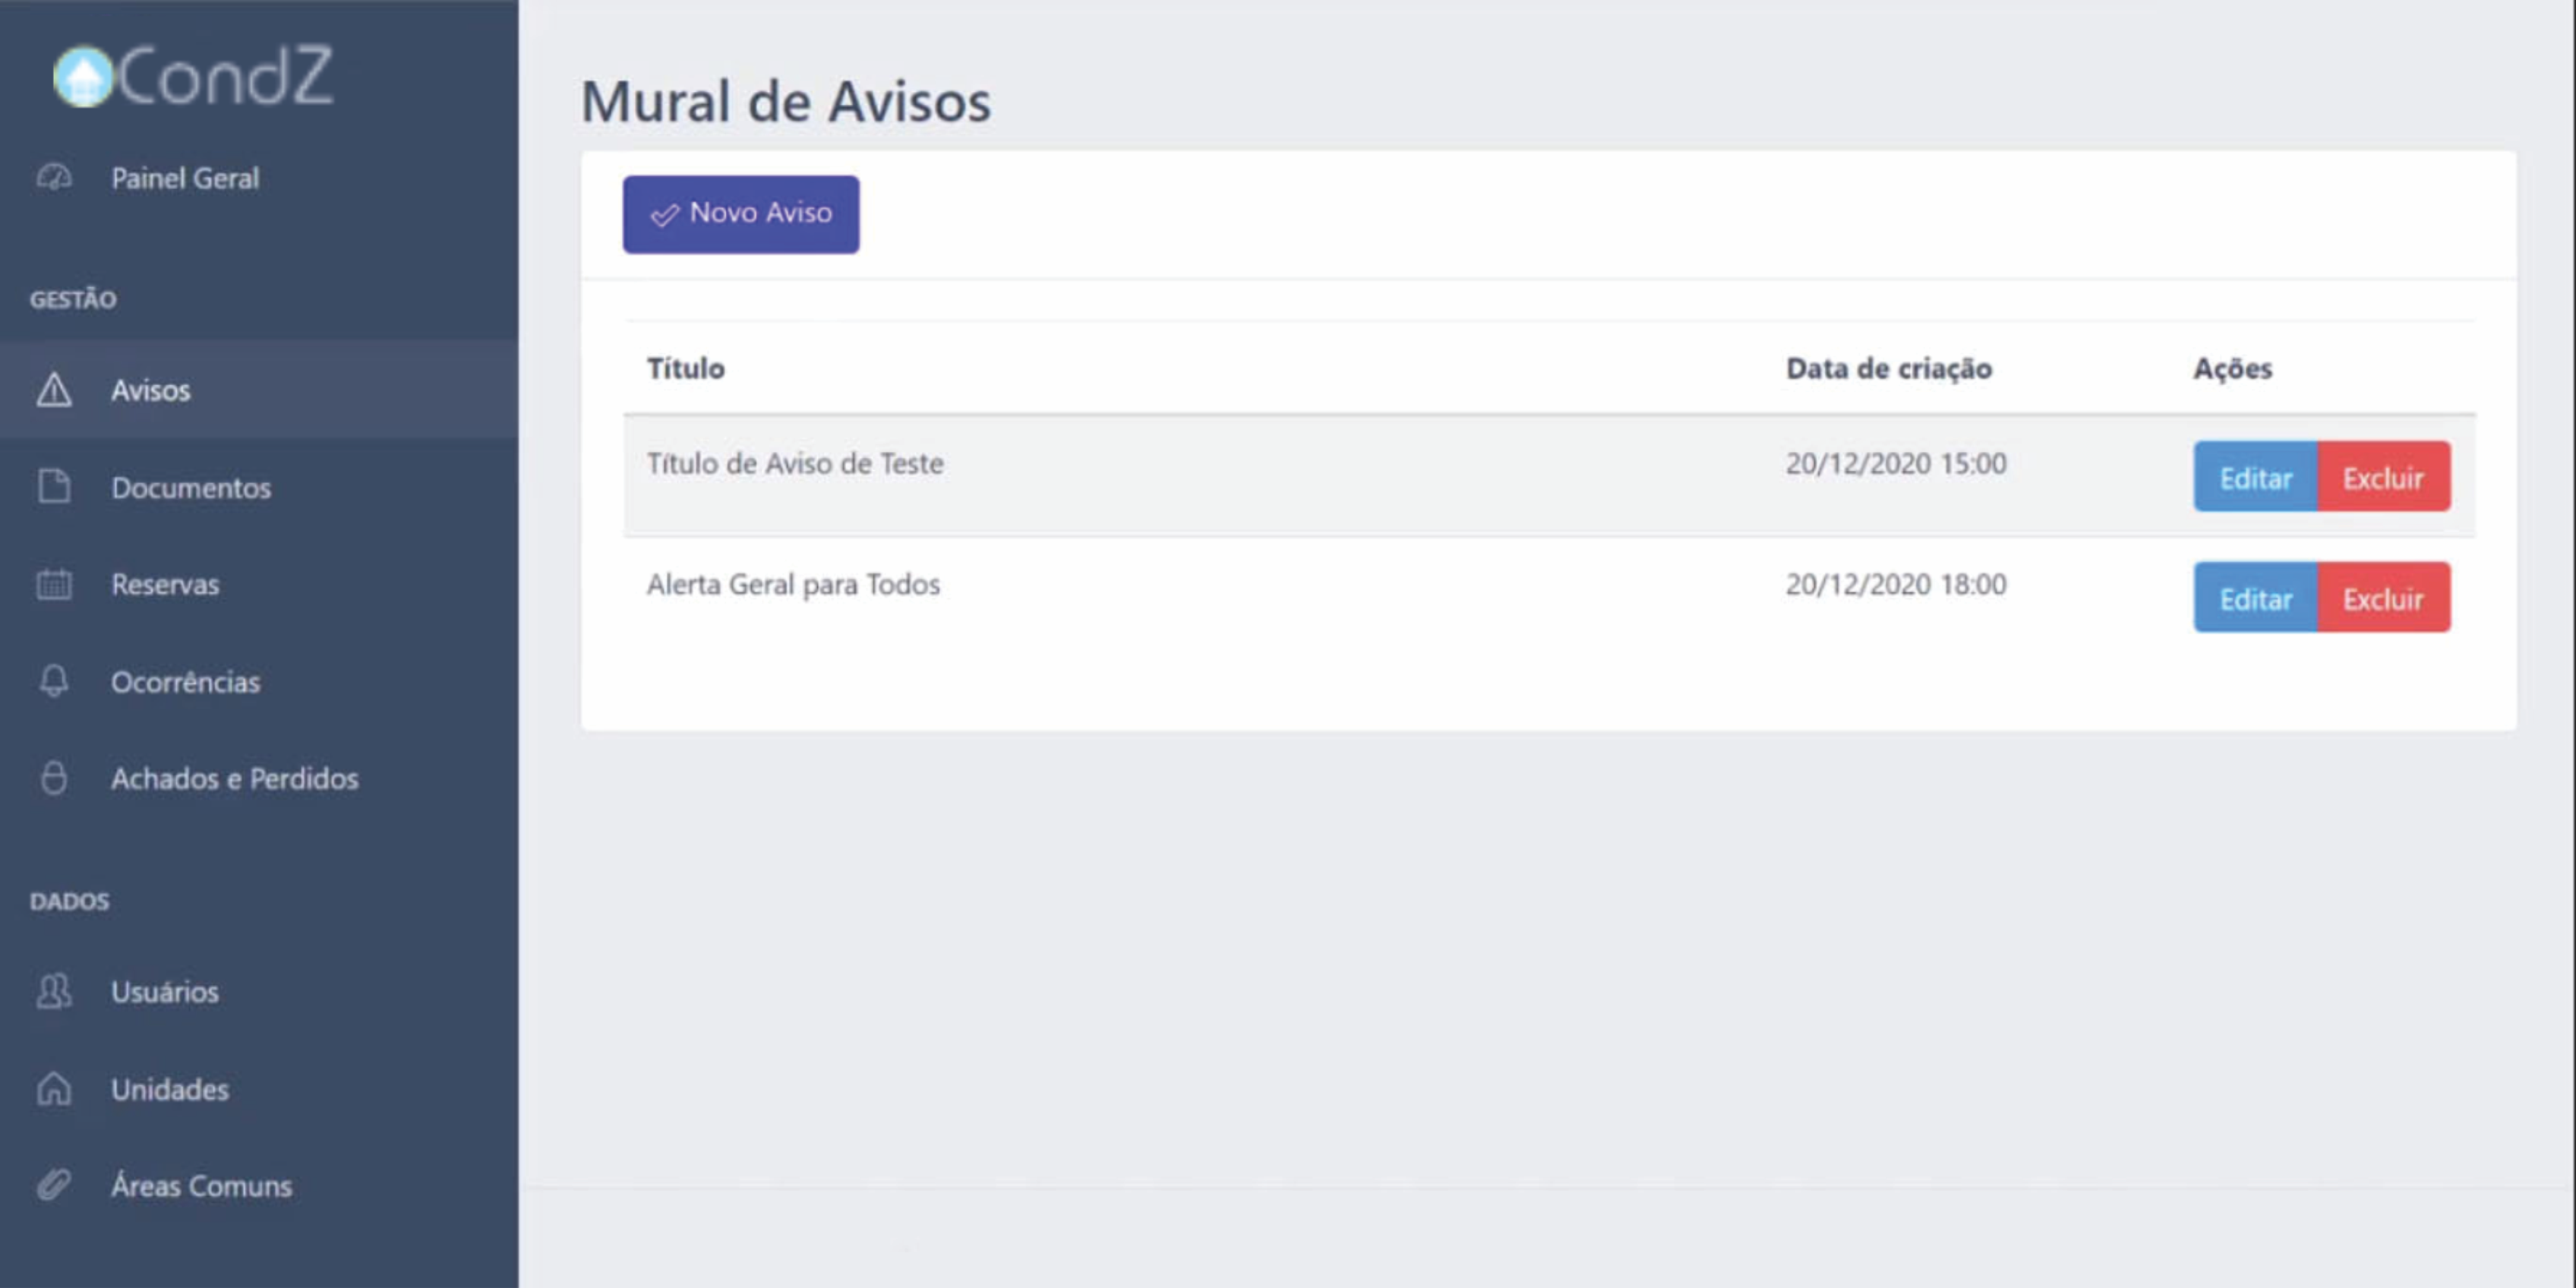 CondZ
Painel Geral
GESTÃO
Avisos
Documentos
Reservas
Ocorrências
Achados e Perdidos
DADOS
Usuários
Unidades
Áreas Comuns
Mural de Avisos
Novo Aviso
Título Data de criação Ações
Título de Aviso de Teste 20/12/2020 15:00 Editar Excluir
Alerta Geral para Todos 20/12/2020 18:00 Editar Excluir